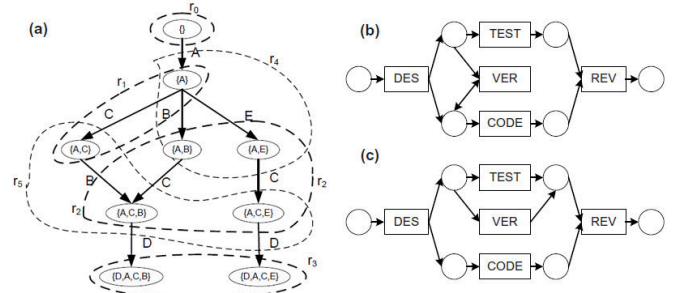 (a)
r0
{}
A
r4
{A}
r1
C
B
E
{A,C}
{A,B}
{A,E}
r5
B
C
C
r2
r2
{A,C,B}
{A,C,E}
D
D
{D,A,C,B}
{D,A,C,E}
r3
(b)
TEST
DES
VER
REV
CODE
(c)
TEST
DES
VER
REV
CODE